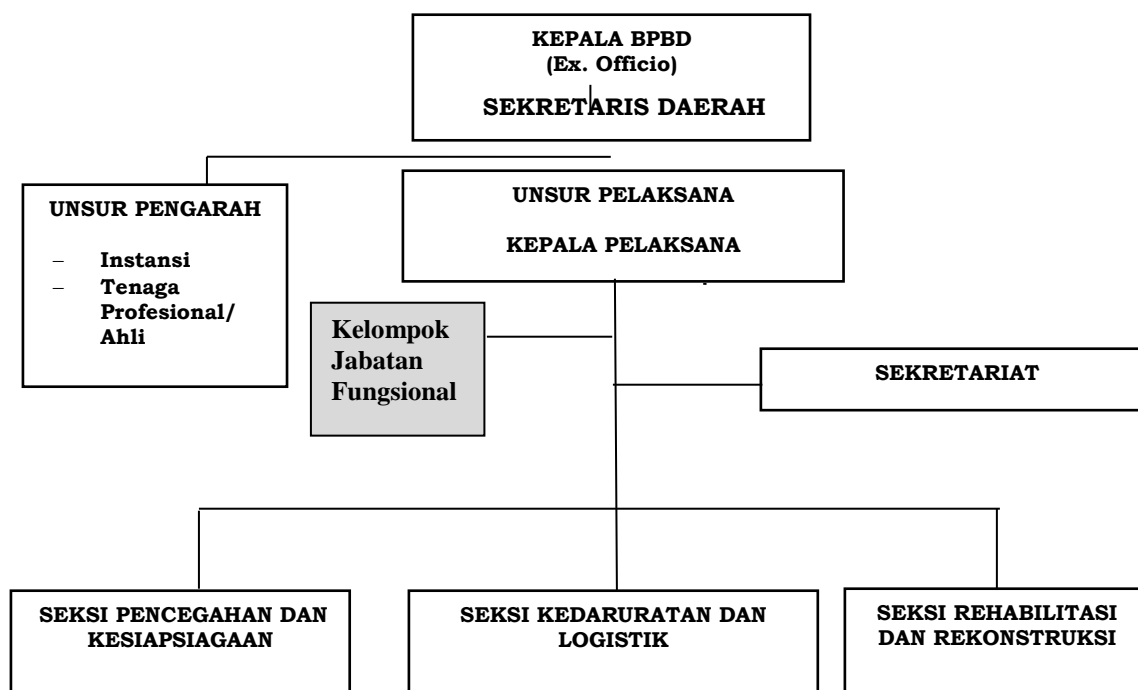 KEPALA BPBD
(Ex. Officio)
SEKRETARIS DAERAH
UNSUR PENGARAH
– Instansi
– Tenaga
Profesional/
Ahli
UNSUR PELAKSANA
KEPALA PELAKSANA
Kelompok
Jabatan
Fungsional
SEKRETARIAT
SEKSI PENCEGAHAN DAN
KESIAPSIAGAAN
SEKSI KEDARURATAN DAN
LOGISTIK
SEKSI REHABILITASI
DAN REKONSTRUKSI